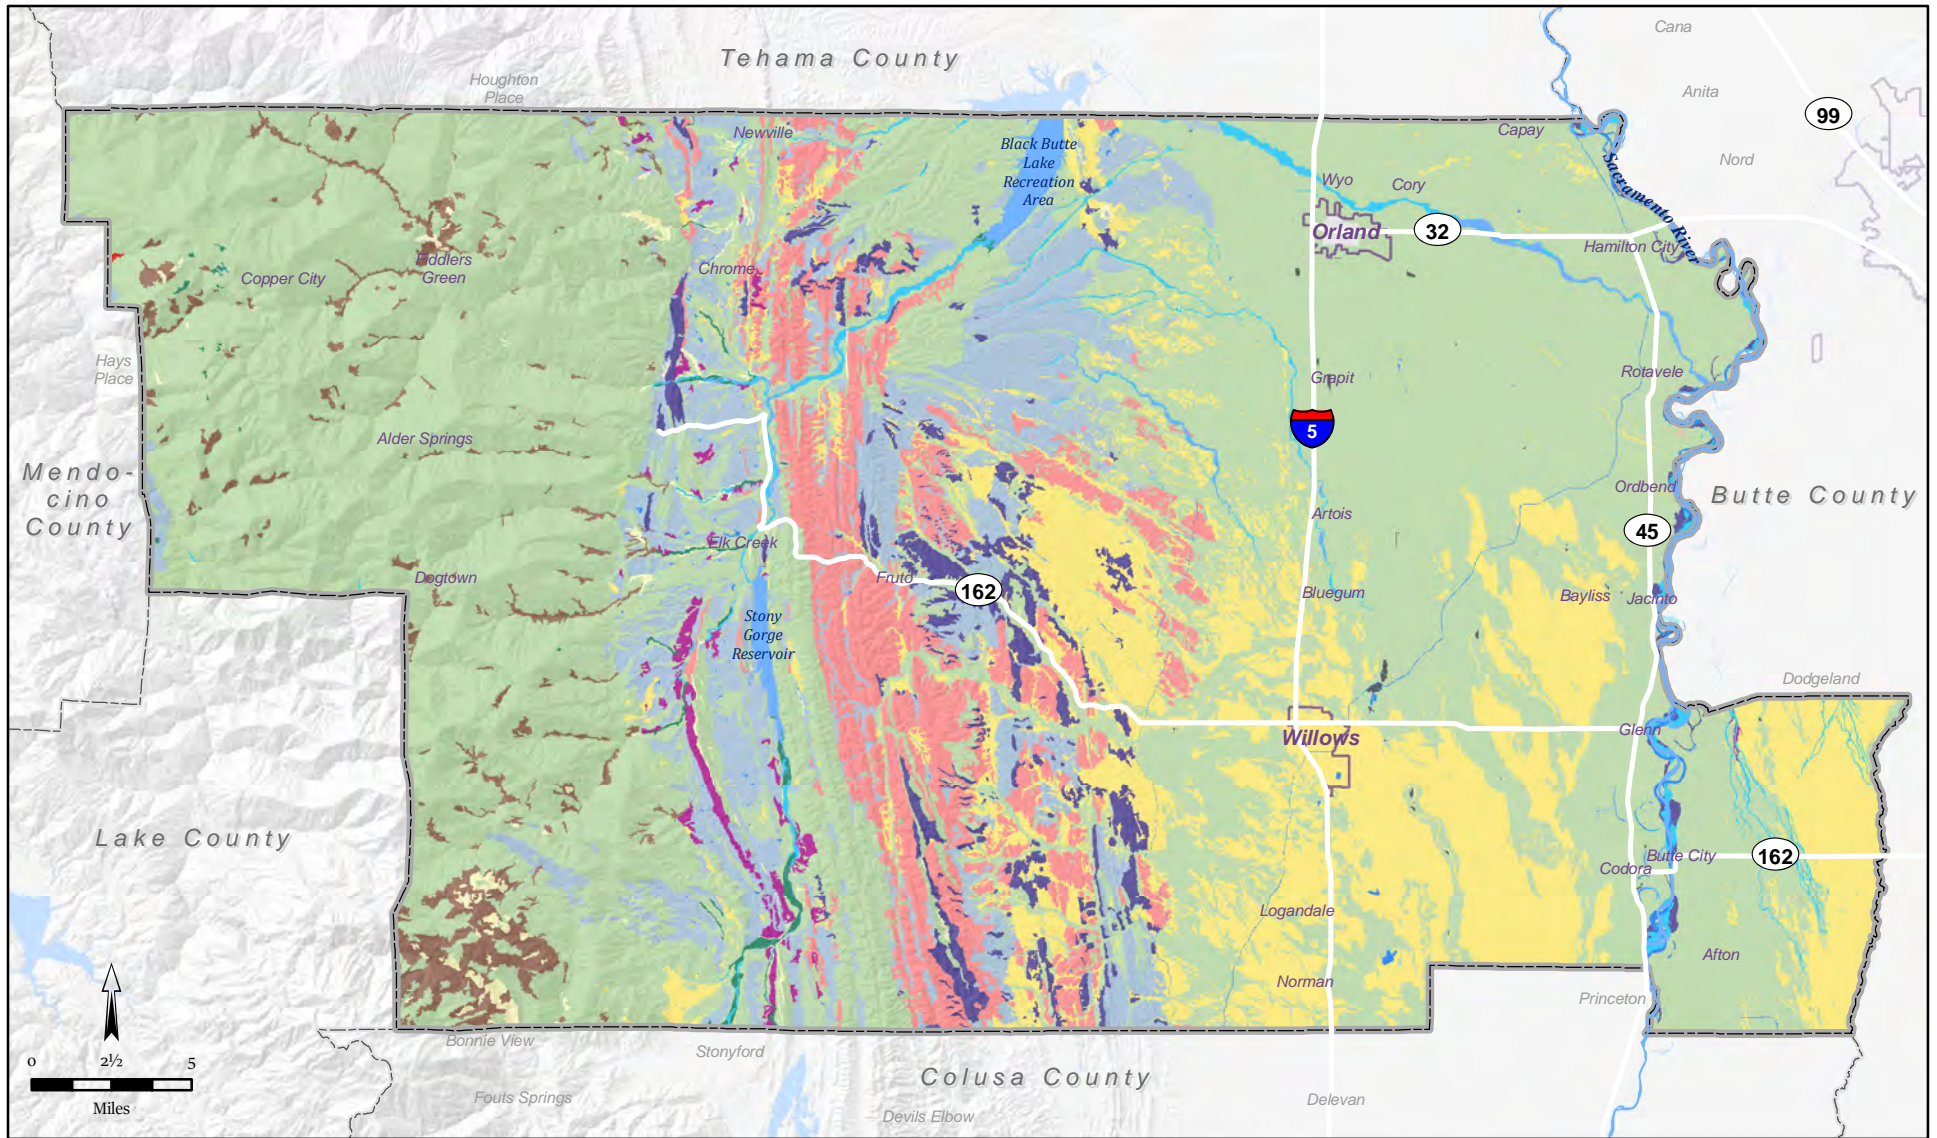 Cana
Tehama County
Houghton
Place
Anita
99
Newville
Black Butte
Lake
Recreation
Area
Capay
Nord
Sacramento River
Wyo
Cory
Orland
32
Hamilton City
Fiddlers
Green
Copper City
Chrome
Hays
Place
Grapit
Rotavele
5
Alder Springs
Mendo-
cino
County
Ordbend
Butte County
Artois
45
Elk Creek
Dogtown
Fruto
162
Bluegum
Bayliss
Jacinto
Stony
Gorge
Reservoir
Dodgeland
Glenn
Willows
Lake County
Butte City
162
Codora
Logandale
Afton
Norman
Princeton
Bonnie View
Stonyford
0
2½
5
Miles
Colusa County
Fouts Springs
Devils Elbow
Delevan